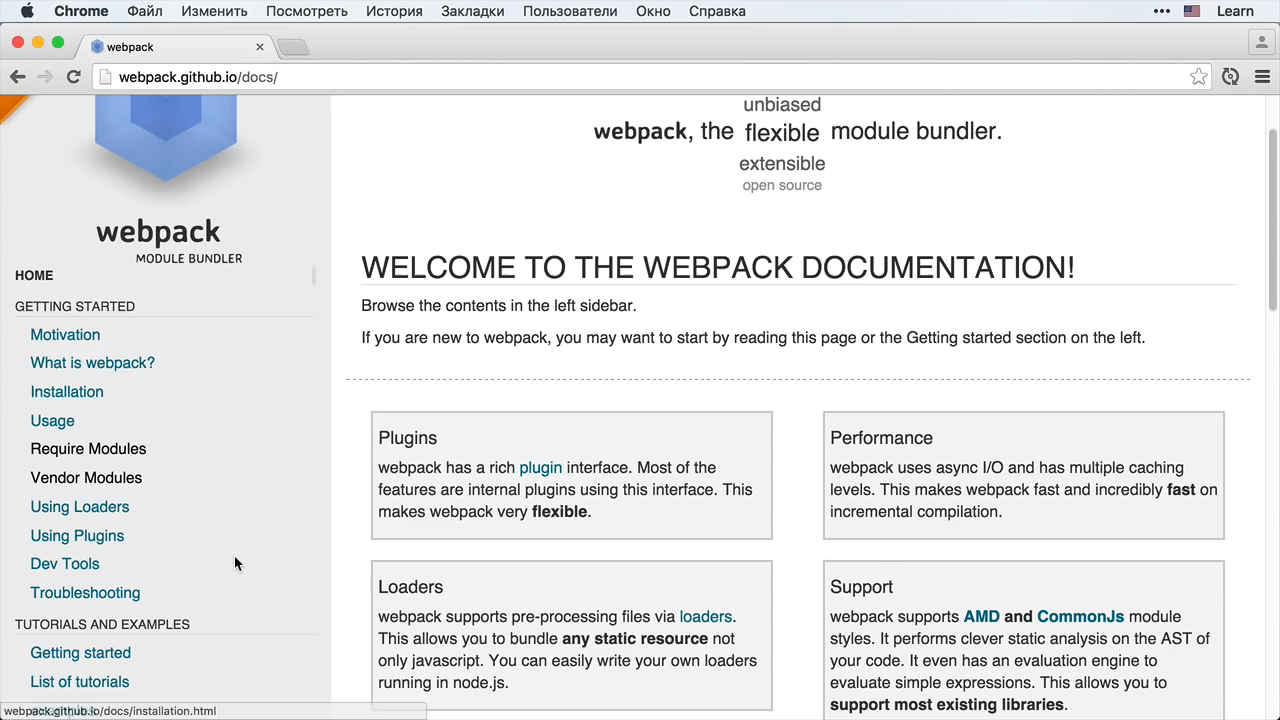 Chrome Файл Изменить Посмотреть История Закладки Пользователи Окно Справка ••• Learn
webpack
webpack.github.io/docs/
webpack
MODULE BUNDLER
HOME
GETTING STARTED
Motivation
What is webpack?
Installation
Usage
Require Modules
Vendor Modules
Using Loaders
Using Plugins
Dev Tools
Troubleshooting
TUTORIALS AND EXAMPLES
Getting started
List of tutorials
webpack.github.io/docs/installation.html
unbiased
webpack, the flexible module bundler.
extensible
open source
WELCOME TO THE WEBPACK DOCUMENTATION!
Browse the contents in the left sidebar.
If you are new to webpack, you may want to start by reading this page or the Getting started section on the left.
Plugins
webpack has a rich plugin interface. Most of the
features are internal plugins using this interface. This
makes webpack very flexible.
Performance
webpack uses async I/O and has multiple caching
levels. This makes webpack fast and incredibly fast on
incremental compilation.
Loaders
webpack supports pre-processing files via loaders.
This allows you to bundle any static resource not
only javascript. You can easily write your own loaders
running in node.js.
Support
webpack supports AMD and CommonJs module
styles. It performs clever static analysis on the AST of
your code. It even has an evaluation engine to
evaluate simple expressions. This allows you to
support most existing libraries.